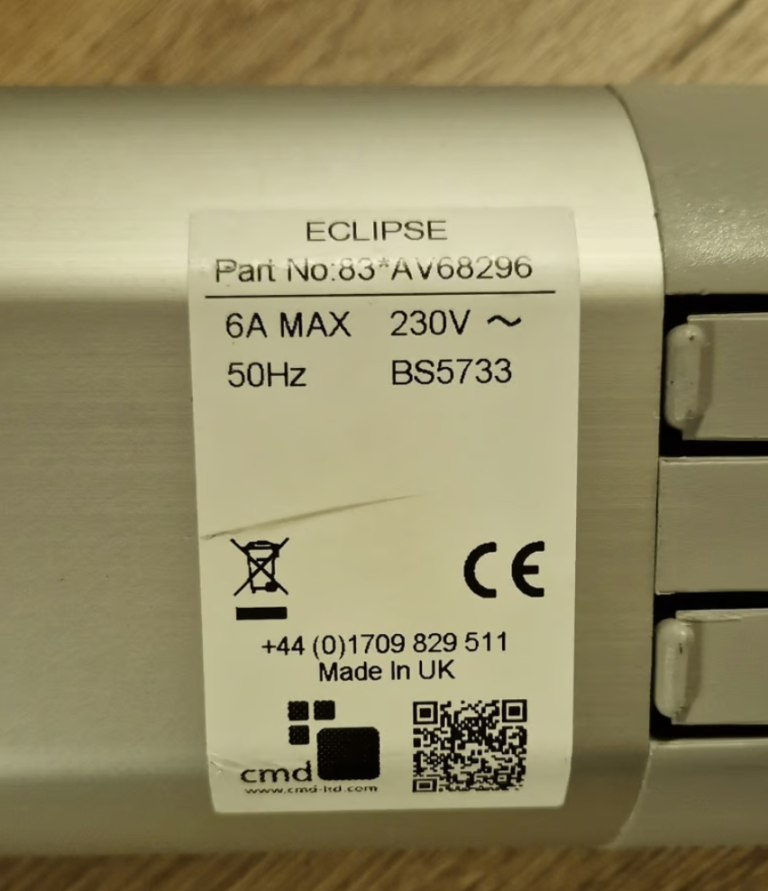 ECLIPSE
Part No:83*AV68296
6A MAX 230V ~
50Hz BS5733
CE
+44 (0)1709 829 511
Made In UK
cmd
www.cmd-ltd.com